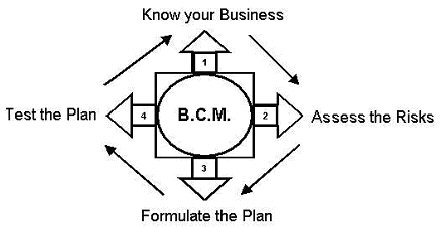 Know your Business
1
Test the Plan
4
B.C.M.
2
Assess the Risks
3
Formulate the Plan